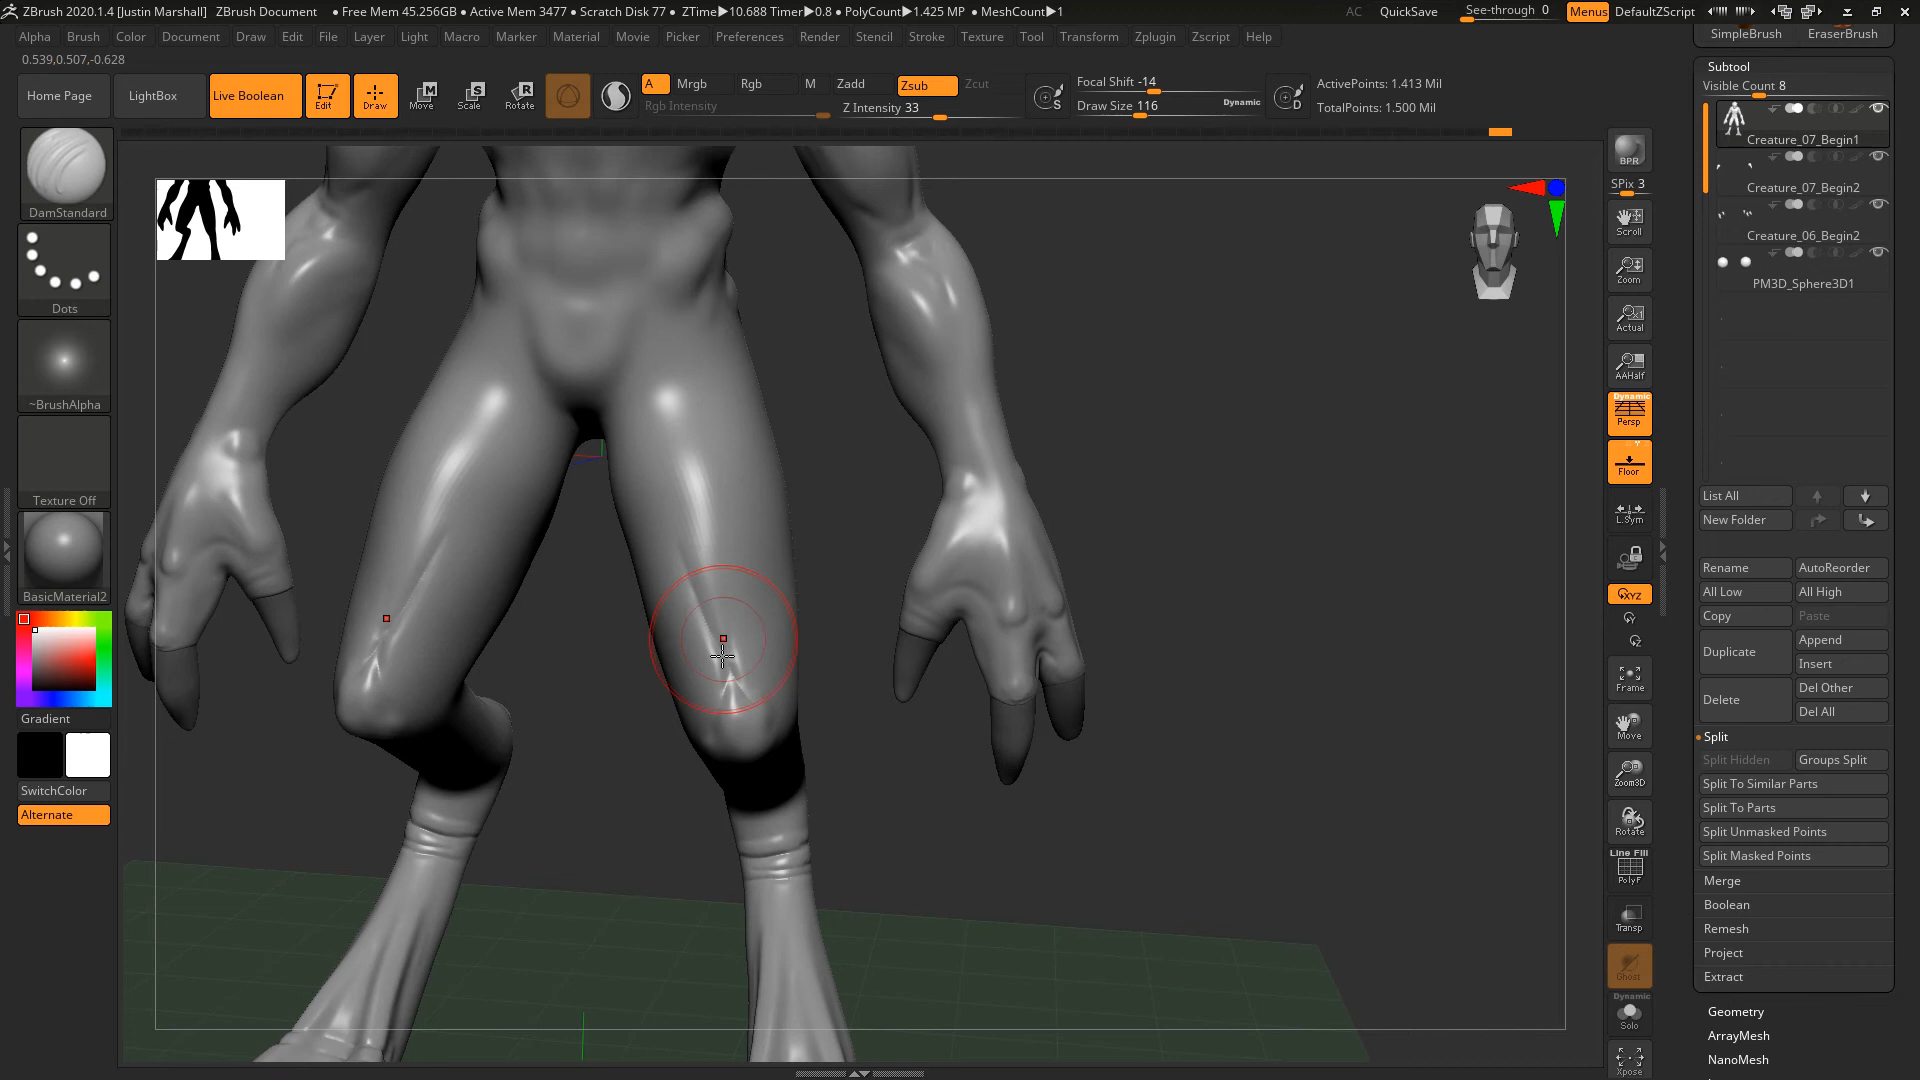 ZBrush 2020.1.4 [Justin Marshall] ZBrush Document • Free Mem 45.256GB • Active Mem 3477 • Scratch Disk 77 • ZTime▶10.688 Timer▶0.8 • PolyCount▶1.425 MP • MeshCount▶1 AC QuickSave See-through 0 Menus DefaultZScript
Alpha Brush Color Document Draw Edit File Layer Light Macro Marker Material Movie Picker Preferences Render Stencil Stroke Texture Tool Transform Zplugin Zscript Help
0.539,0.507,-0.628
Home Page LightBox Live Boolean Edit Draw Move Scale Rotate
A Mrgb Rgb M Zadd Zsub Zcut
Rgb Intensity Z Intensity 33
S Focal Shift -14
Draw Size 116 Dynamic D
ActivePoints: 1.413 Mil
TotalPoints: 1.500 Mil
DamStandard
Dots
~BrushAlpha
Texture Off
BasicMaterial2
Gradient
SwitchColor
Alternate
BPR
SPix 3
Scroll
Zoom
Actual
AAHalf
Dynamic
Persp
Floor
L.Sym
XYZ
Y
Z
Frame
Move
Zoom3D
Rotate
Line Fill
PolyF
Transp
Ghost
Dynamic
Solo
Xpose
SimpleBrush EraserBrush
Subtool
Visible Count 8
Creature_07_Begin1
Creature_07_Begin2
Creature_06_Begin2
PM3D_Sphere3D1
List All
New Folder
Rename AutoReorder
All Low All High
Copy Paste
Duplicate Append
Insert
Delete Del Other
Del All
Split
Split Hidden Groups Split
Split To Similar Parts
Split To Parts
Split Unmasked Points
Split Masked Points
Merge
Boolean
Remesh
Project
Extract
Geometry
ArrayMesh
NanoMesh